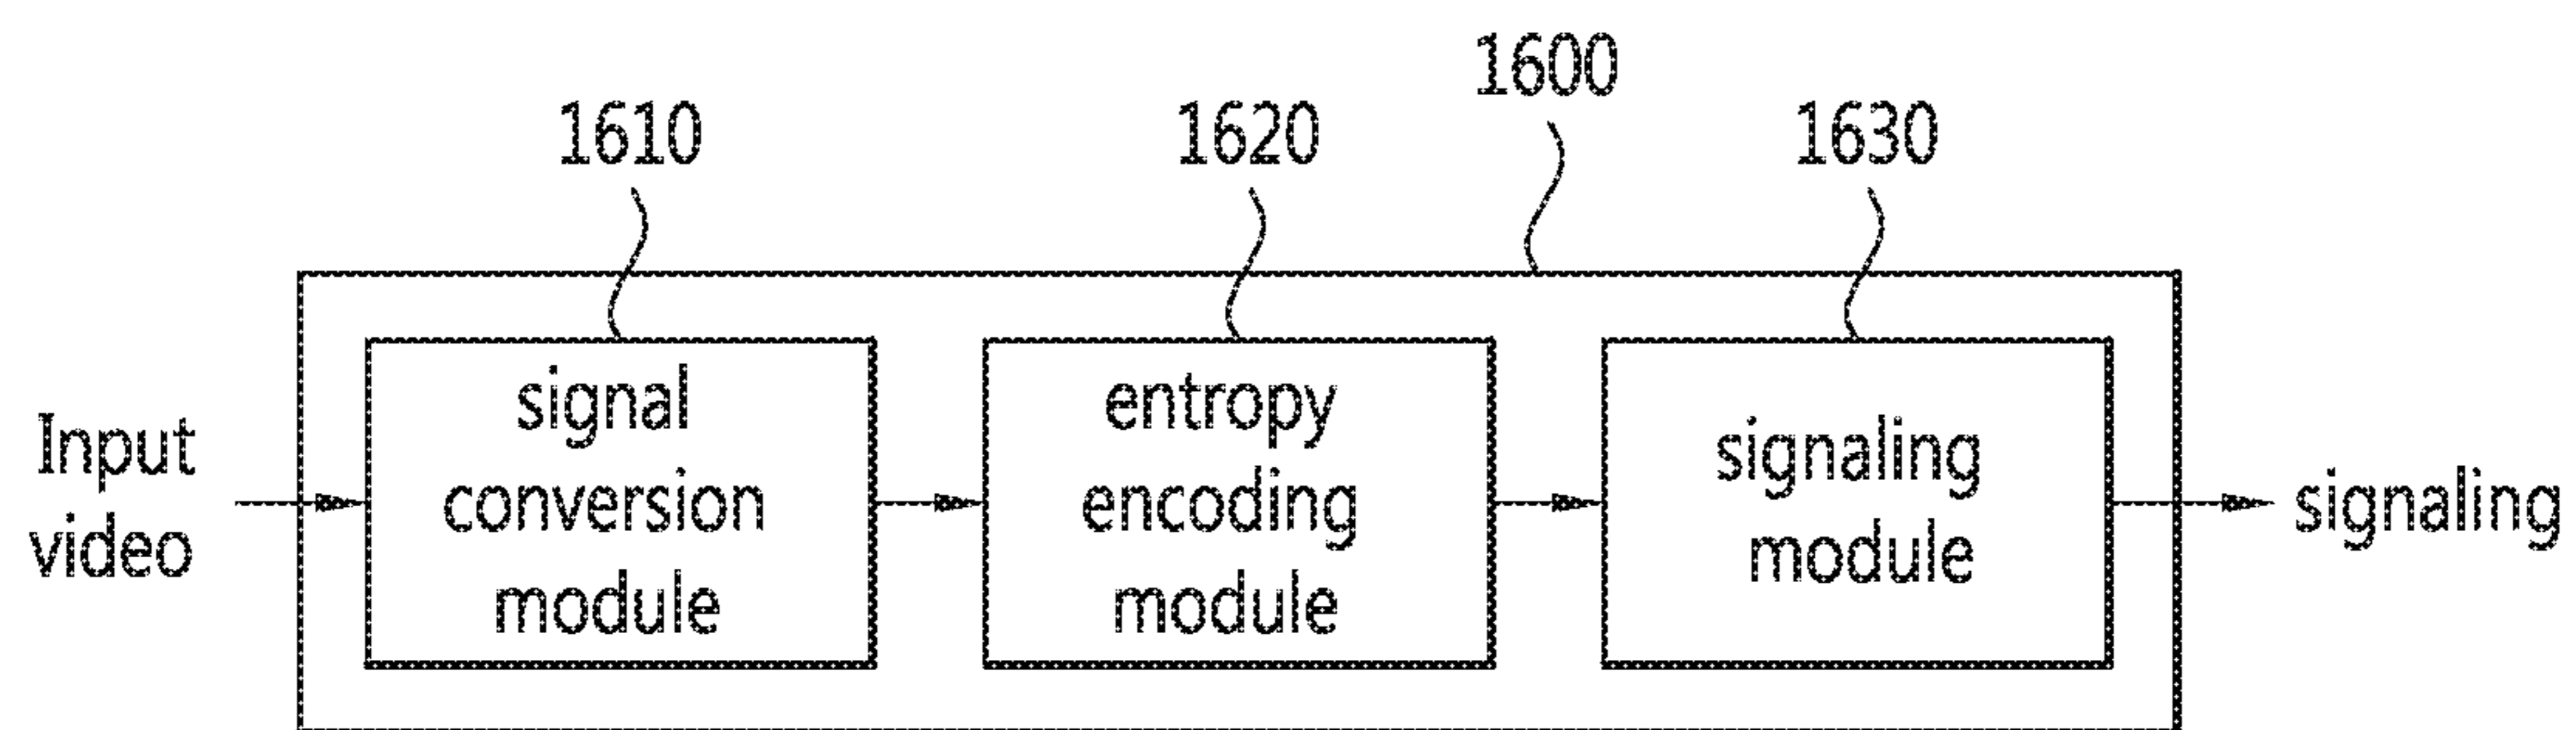 1600
1610
1620
1630
Input
video
signal
conversion
module
entropy
encoding
module
signaling
module
signaling